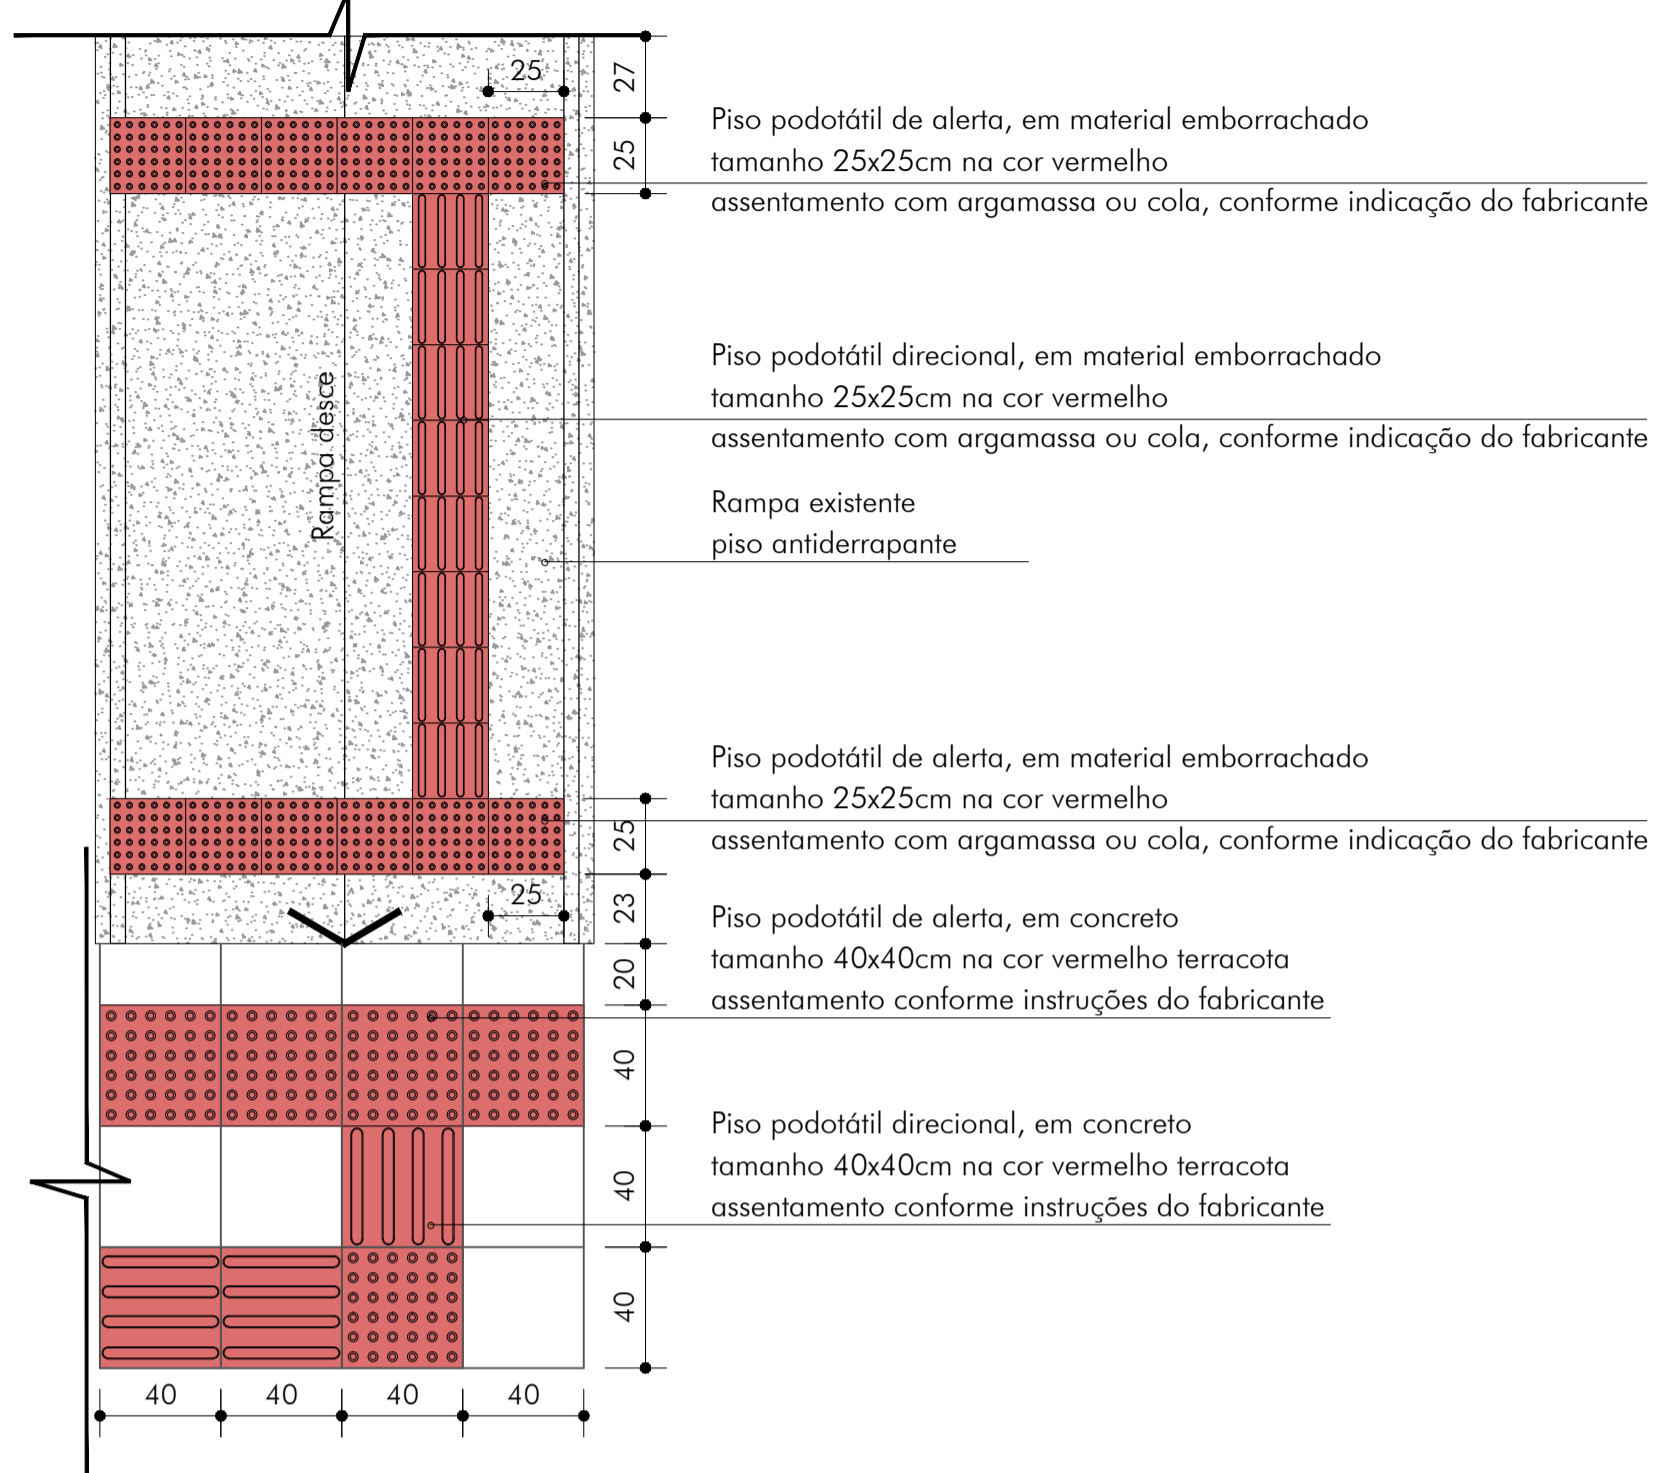 25
27
25
Piso podotátil de alerta, em material emborrachado
tamanho 25x25cm na cor vermelho
assentamento com argamassa ou cola, conforme indicação do fabricante
Piso podotátil direcional, em material emborrachado
tamanho 25x25cm na cor vermelho
assentamento com argamassa ou cola, conforme indicação do fabricante
Rampa desce
Rampa existente
piso antiderrapante
Piso podotátil de alerta, em material emborrachado
tamanho 25x25cm na cor vermelho
assentamento com argamassa ou cola, conforme indicação do fabricante
25
25
23
Piso podotátil de alerta, em concreto
tamanho 40x40cm na cor vermelho terracota
assentamento conforme instruções do fabricante
20
40
Piso podotátil direcional, em concreto
tamanho 40x40cm na cor vermelho terracota
assentamento conforme instruções do fabricante
40
40
40 40 40 40